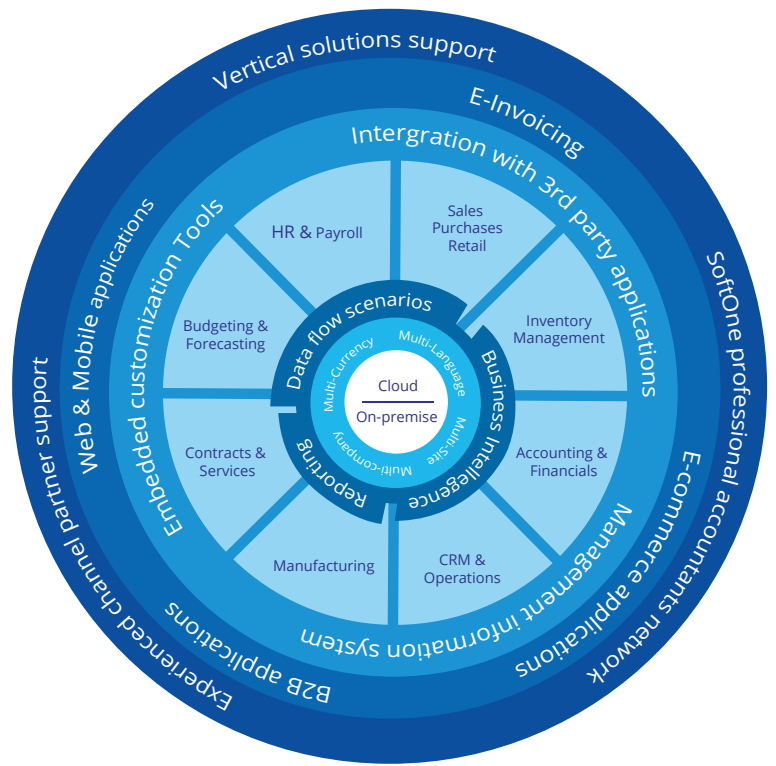 Vertical solutions support
SoftOne professional accountants network
Experienced channel partner support
E-Invoicing
E-commerce applications
B2B applications
Web & Mobile applications
Intergration with 3rd party applications
Management information system
Embedded customization Tools
HR & Payroll
Sales
Purchases
Retail
Inventory
Management
Accounting &
Financials
CRM &
Operations
Manufacturing
Contracts &
Services
Budgeting &
Forecasting
Data flow scenarios
Business Intellegence
Reporting
Multi-Currency
Multi-Language
Multi-Site
Multi-company
Cloud
On-premise